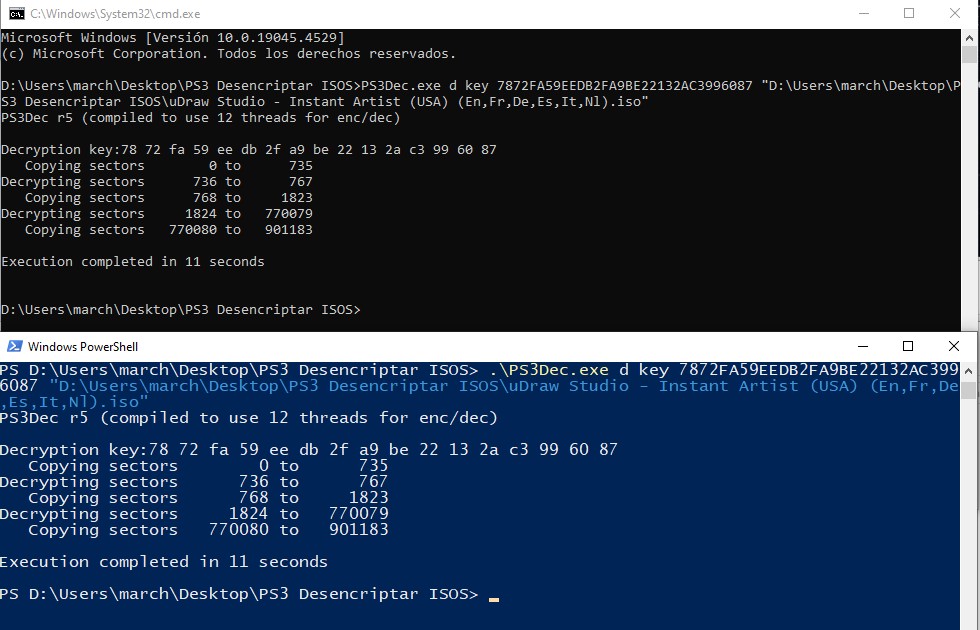 C:\Windows\System32\cmd.exe
Microsoft Windows [Versión 10.0.19045.4529]
(c) Microsoft Corporation. Todos los derechos reservados.
D:\Users\march\Desktop\PS3 Desencriptar ISOS>PS3Dec.exe d key 7872FA59EEDB2FA9BE22132AC3996087 "D:\Users\march\Desktop\P
S3 Desencriptar ISOS\uDraw Studio - Instant Artist (USA) (En,Fr,De,Es,It,Nl).iso"
PS3Dec r5 (compiled to use 12 threads for enc/dec)
Decryption key:78 72 fa 59 ee db 2f a9 be 22 13 2a c3 99 60 87
Copying sectors 0 to 735
Decrypting sectors 736 to 767
Copying sectors 768 to 1823
Decrypting sectors 1824 to 770079
Copying sectors 770080 to 901183
Execution completed in 11 seconds
D:\Users\march\Desktop\PS3 Desencriptar ISOS>
Windows PowerShell
PS D:\Users\march\Desktop\PS3 Desencriptar ISOS> .\PS3Dec.exe d key 7872FA59EEDB2FA9BE22132AC399
6087 "D:\Users\march\Desktop\PS3 Desencriptar ISOS\uDraw Studio - Instant Artist (USA) (En,Fr,De
,Es,It,Nl).iso"
PS3Dec r5 (compiled to use 12 threads for enc/dec)
Decryption key:78 72 fa 59 ee db 2f a9 be 22 13 2a c3 99 60 87
Copying sectors 0 to 735
Decrypting sectors 736 to 767
Copying sectors 768 to 1823
Decrypting sectors 1824 to 770079
Copying sectors 770080 to 901183
Execution completed in 11 seconds
PS D:\Users\march\Desktop\PS3 Desencriptar ISOS> _